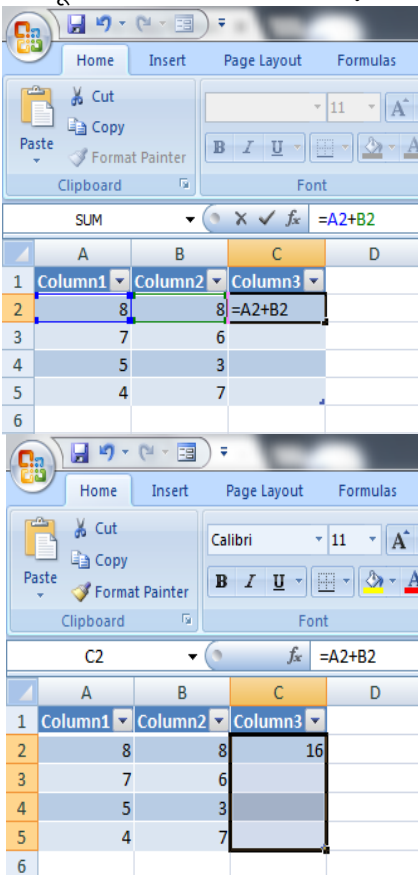 Home Insert Page Layout Formulas
Cut
Copy
Format Painter
Paste
11 A
B I U A
Clipboard Font
SUM fx =A2+B2
A B C D
1 Column1 Column2 Column3
2 8 8 =A2+B2
3 7 6
4 5 3
5 4 7
6
Home Insert Page Layout Formulas
Cut
Copy
Format Painter
Paste
Calibri 11 A
B I U A
Clipboard Font
C2 fx =A2+B2
A B C D
1 Column1 Column2 Column3
2 8 8 16
3 7 6
4 5 3
5 4 7
6